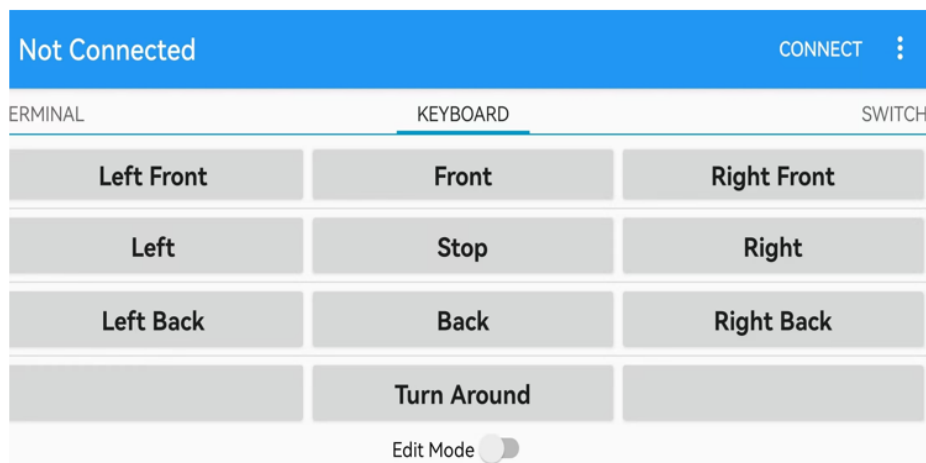 Not Connected CONNECT
ERMINAL KEYBOARD SWITCH
Left Front Front Right Front
Left Stop Right
Left Back Back Right Back
Turn Around
Edit Mode